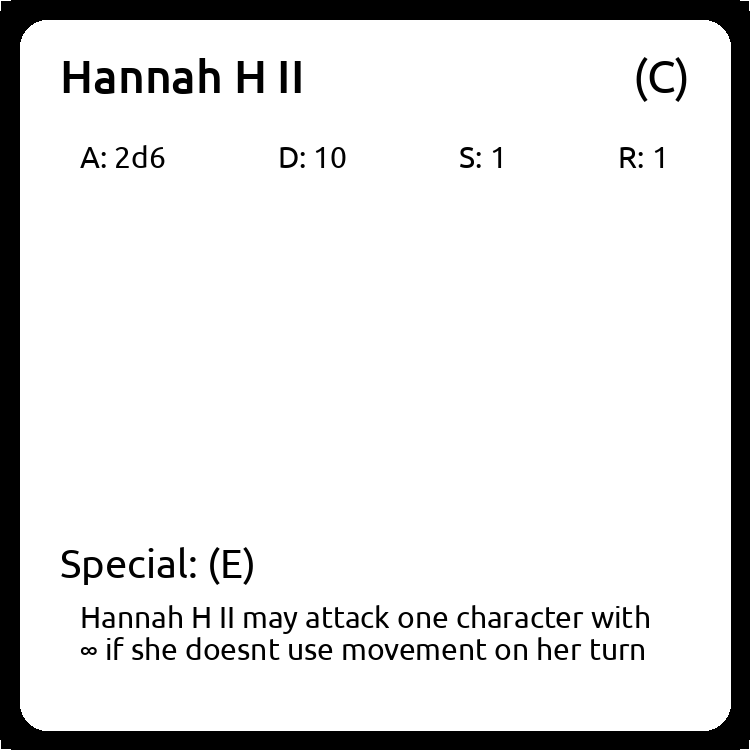 Hannah H II (C)
A: 2d6 D: 10 S: 1 R: 1
Special: (E)
Hannah H II may attack one character with
∞ if she doesnt use movement on her turn